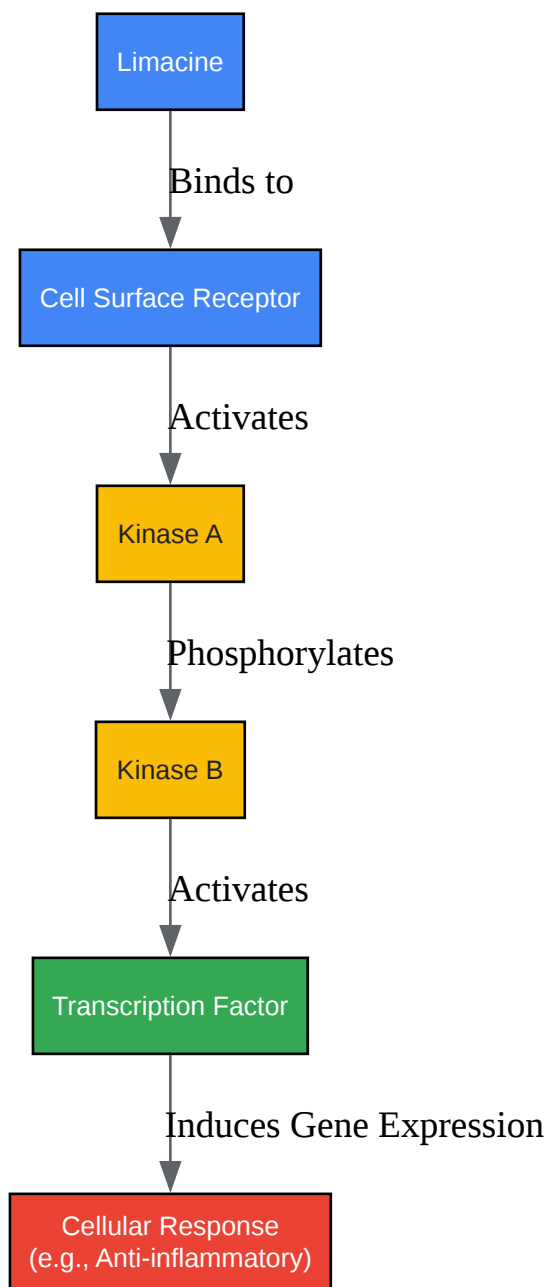 Limacine
Binds to
Cell Surface Receptor
Activates
Kinase A
Phosphorylates
Kinase B
Activates
Transcription Factor
Induces Gene Expression
Cellular Response
(e.g., Anti-inflammatory)